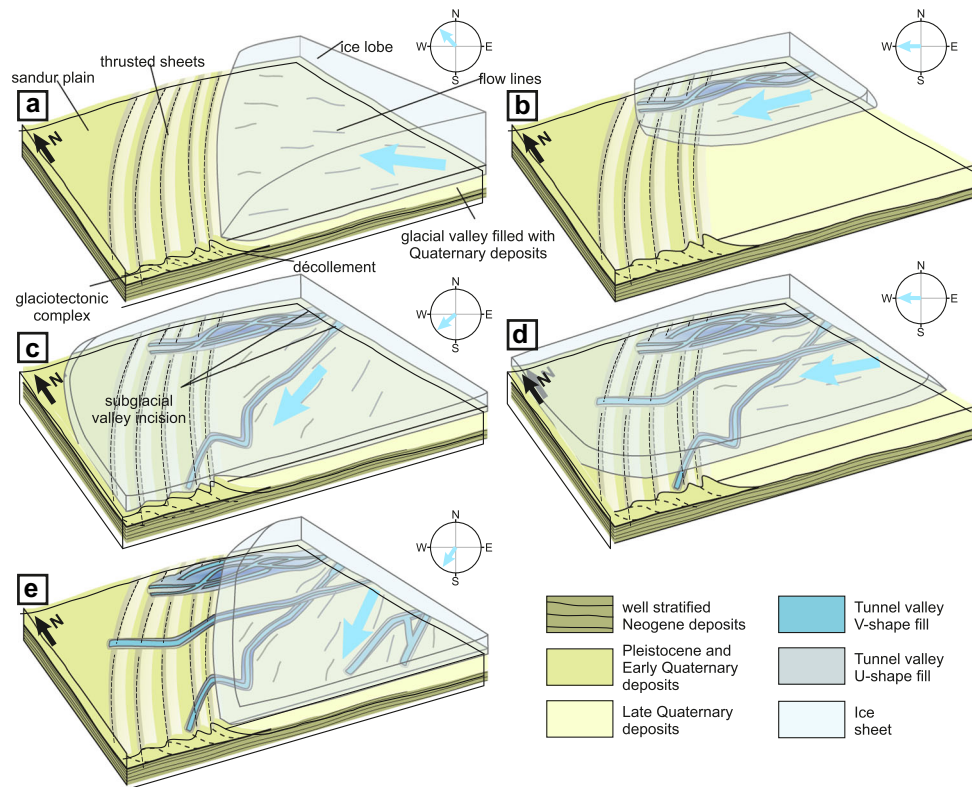 N
W E
S
a
sandur plain
thrusted sheets
ice lobe
flow lines
N
glacial valley filled with
Quaternary deposits
décollement
glaciotectonic
complex
N
W E
S
b
N
N
W E
S
c
N
subglacial
valley incision
N
W E
S
d
N
N
W E
S
e
N
well stratified
Neogene deposits
Pleistocene and
Early Quaternary
deposits
Late Quaternary
deposits
Tunnel valley
V-shape fill
Tunnel valley
U-shape fill
Ice
sheet